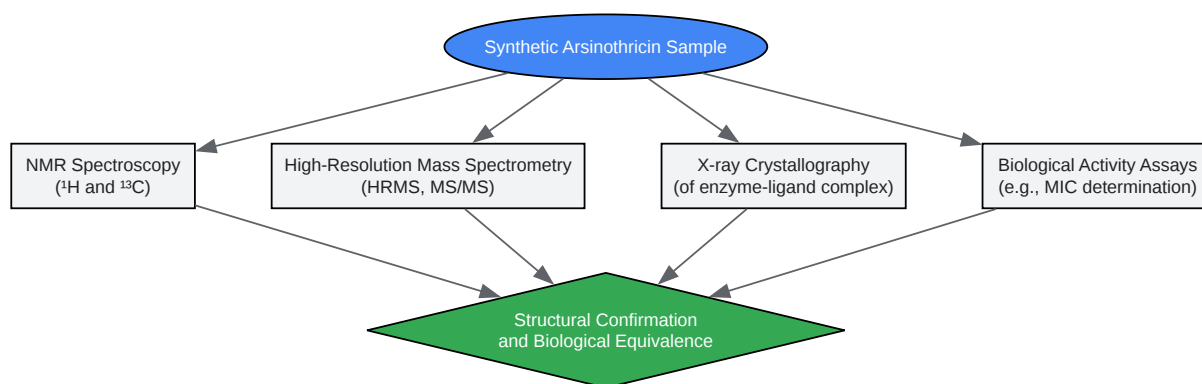 Synthetic Arsinothricin Sample
NMR Spectroscopy
(¹H and ¹³C)
High-Resolution Mass Spectrometry
(HRMS, MS/MS)
X-ray Crystallography
(of enzyme-ligand complex)
Biological Activity Assays
(e.g., MIC determination)
Structural Confirmation
and Biological Equivalence